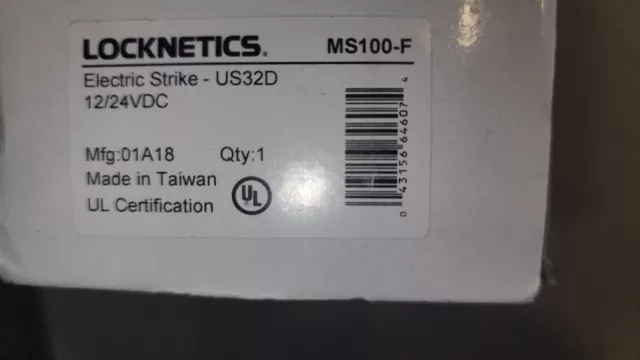 LOCKNETICS. MS100-F
Electric Strike - US32D
12/24VDC
Mfg:01A18 Qty:1
Made in Taiwan
UL Certification
UL
0 43156 64607 4